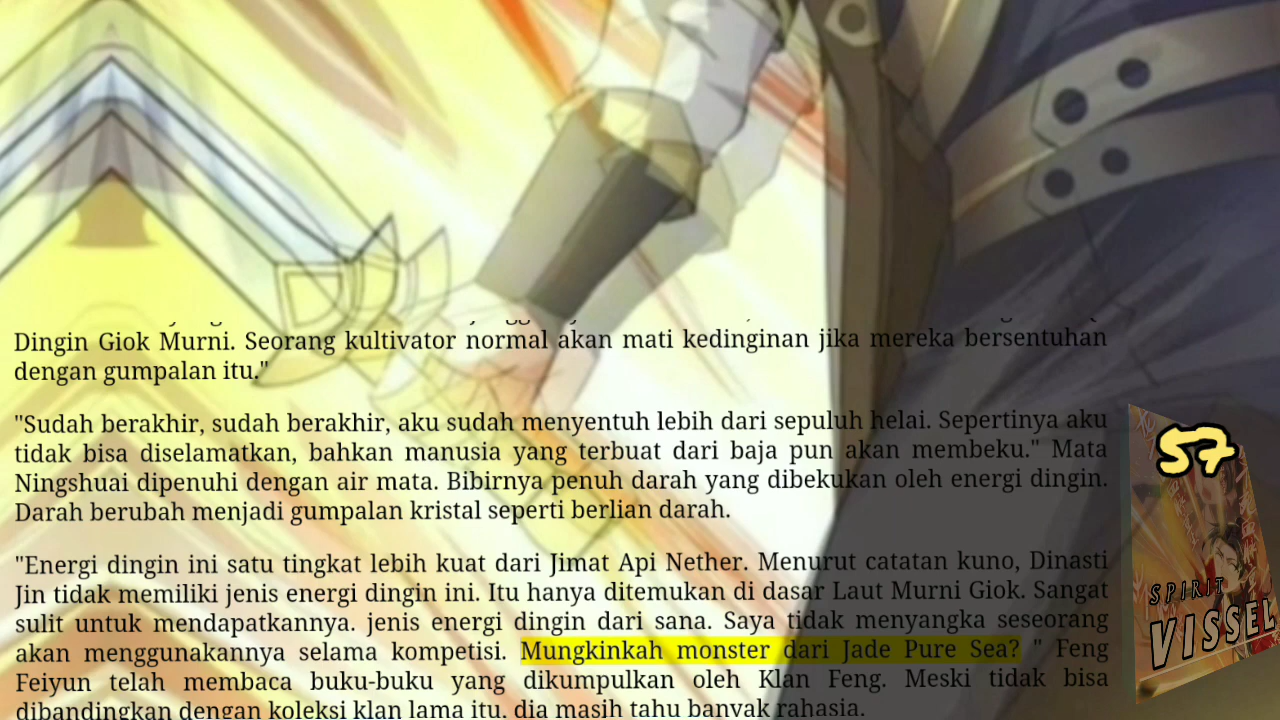 Dingin Giok Murni. Seorang kultivator normal akan mati kedinginan jika mereka bersentuhan
dengan gumpalan itu."
"Sudah berakhir, sudah berakhir, aku sudah menyentuh lebih dari sepuluh helai. Sepertinya aku
tidak bisa diselamatkan, bahkan manusia yang terbuat dari baja pun akan membeku." Mata
Ningshuai dipenuhi dengan air mata. Bibirnya penuh darah yang dibekukan oleh energi dingin.
Darah berubah menjadi gumpalan kristal seperti berlian darah.
"Energi dingin ini satu tingkat lebih kuat dari Jimat Api Nether. Menurut catatan kuno, Dinasti
Jin tidak memiliki jenis energi dingin ini. Itu hanya ditemukan di dasar Laut Murni Giok. Sangat
sulit untuk mendapatkannya. jenis energi dingin dari sana. Saya tidak menyangka seseorang
akan menggunakannya selama kompetisi. Mungkinkah monster dari Jade Pure Sea? " Feng
Feiyun telah membaca buku-buku yang dikumpulkan oleh Klan Feng. Meski tidak bisa
dibandingkan dengan koleksi klan lama itu, dia masih tahu banyak rahasia.
57
SPIRIT
VISSEL